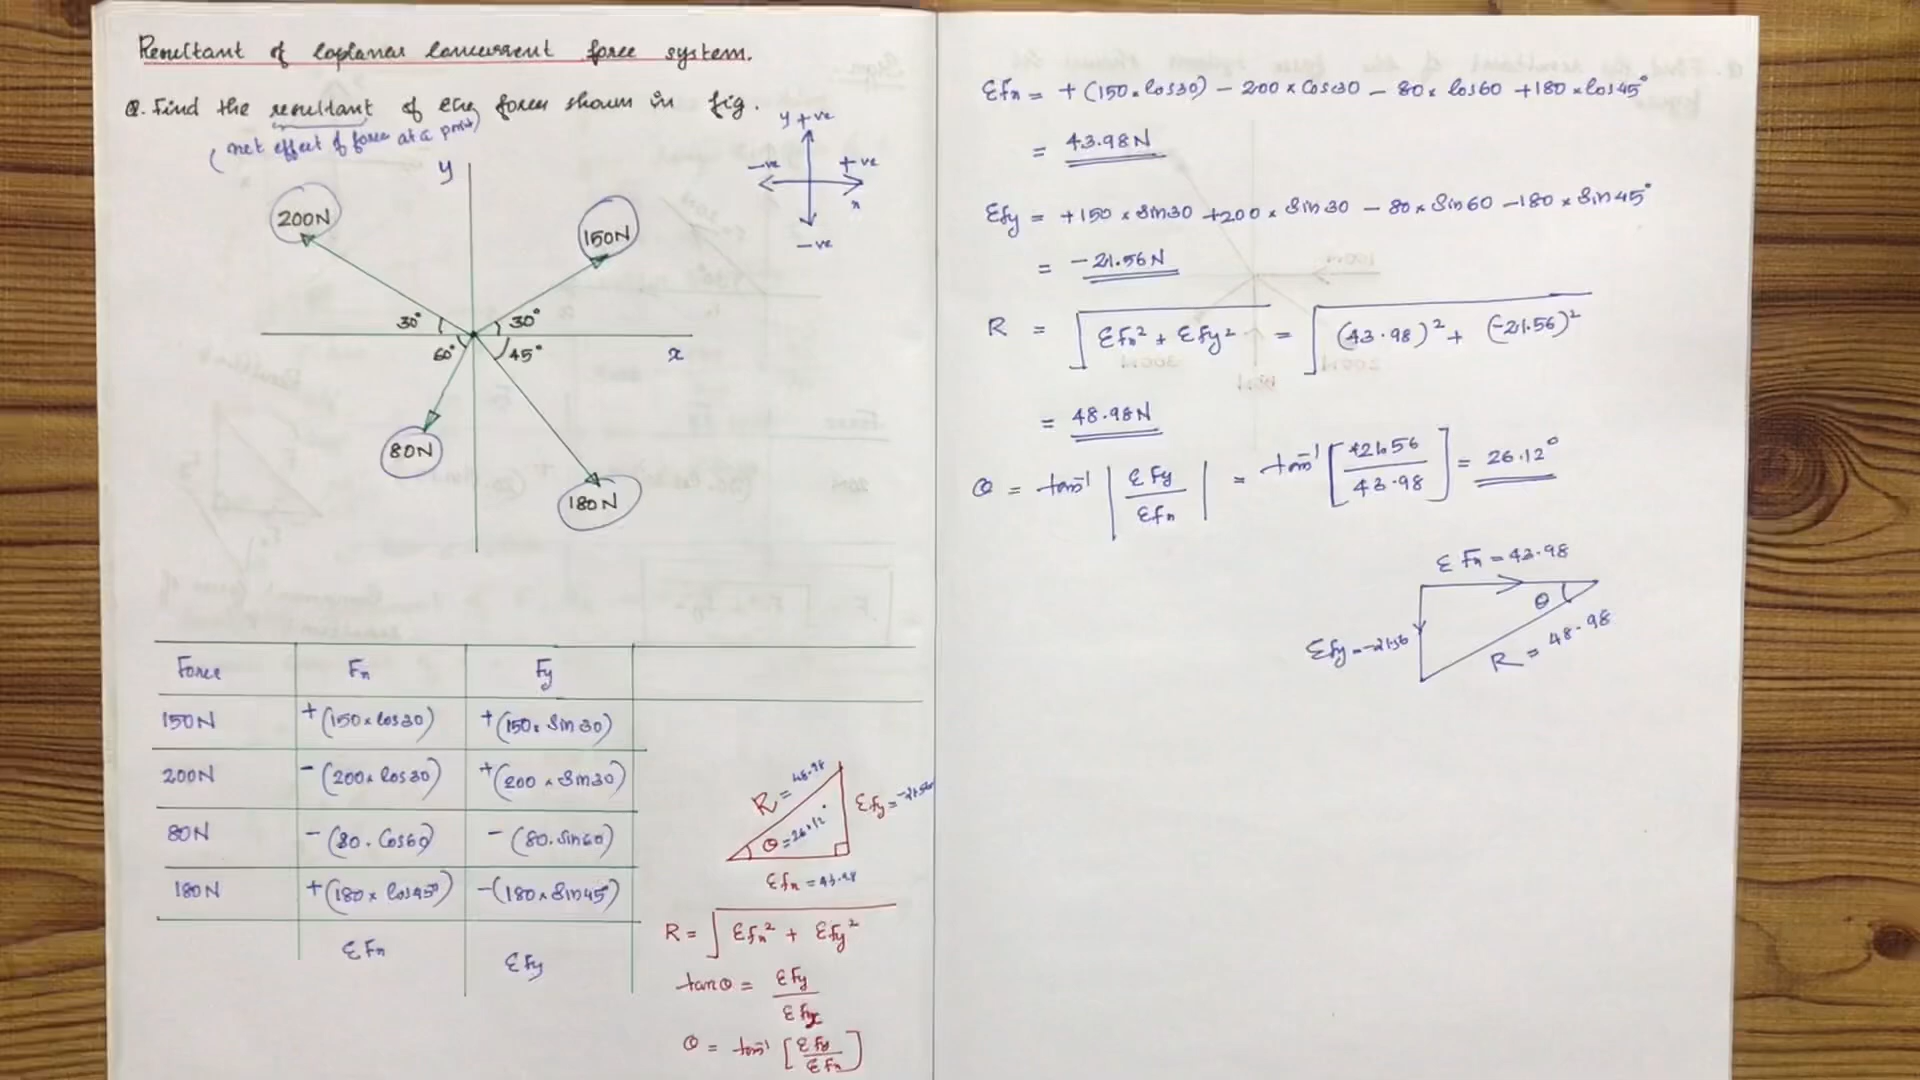 Resultant of Coplanar Concurrent force system.
Q. Find the resultant of the forces shown in fig.
(net effect of force at a point)
y +ve
-ve
+ve
x
-ve
y
200N
150N
30°
30°
60°
45°
x
80N
180N
Force Fx Fy
150N +(150×Cos30) +(150. Sin30)
200N -(200×Cos30) +(200×Sin30)
80N -(80. Cos60) -(80.Sin60)
180N +(180×Cos45°) -(180×Sin45°)
ΣFx ΣFy
R = 48.98
θ=26.12°
Σfy=-21.56
Σfx = 43.98
R = √Σfx² + Σfy²
tanθ = ΣFy / ΣFx
θ = tan⁻¹ [Σfy / Σfx]
Σfx = +(150×Cos30) - 200×Cos30 - 80×Cos60 +180×Cos45°
= 43.98N
Σfy = +150×Sin30 +200×Sin30 - 80×Sin60 -180×Sin45°
= -21.56N
R = √Σfx² + Σfy² = √(43.98)² + (-21.56)²
= 48.98N
θ = tan⁻¹ |ΣFy / Σfx| = tan⁻¹ [+21.56 / 43.98] = 26.12°
ΣFx = 43.98
θ
Σfy=-21.56
R = 48.98